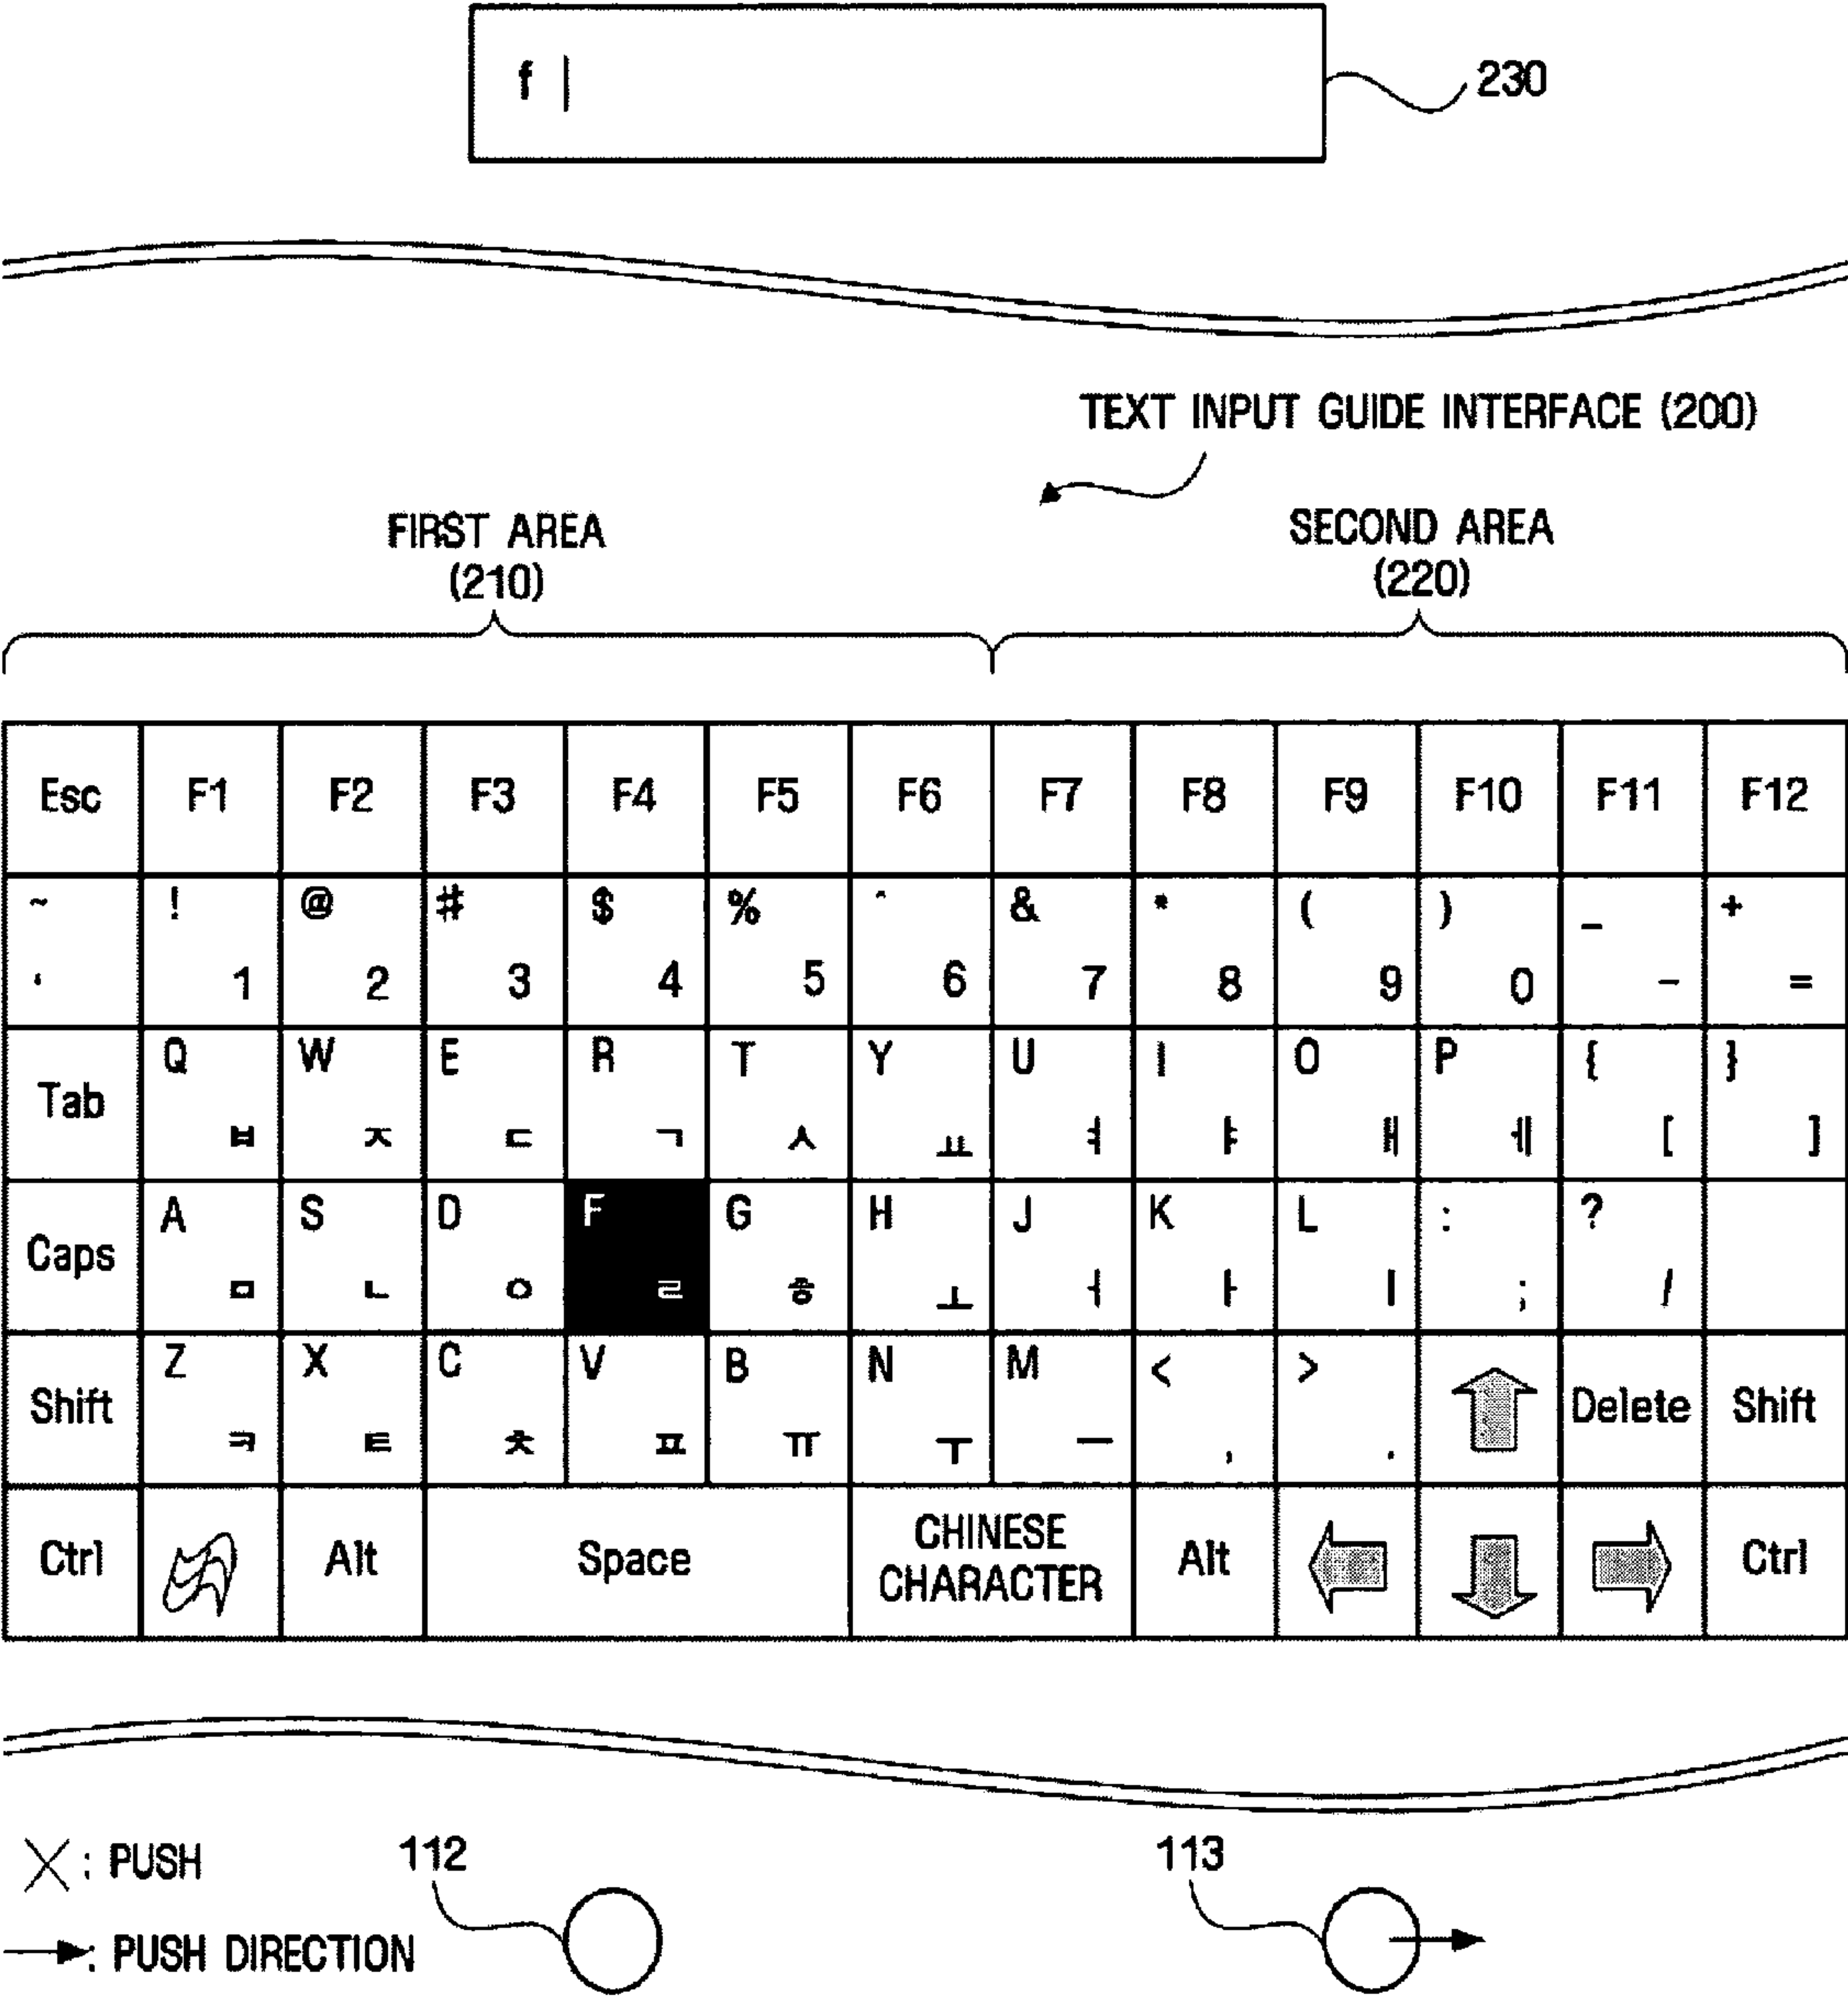 f |
230
TEXT INPUT GUIDE INTERFACE (200)
FIRST AREA
(210)
SECOND AREA
(220)
Esc F1 F2 F3 F4 F5 F6 F7 F8 F9 F10 F11 F12
~ ! @ # $ % ^ & * ( ) _ +
' 1 2 3 4 5 6 7 8 9 0 - =
Q W E R T Y U I O P { }
Tab ㅂ ㅈ ㄷ ㄱ ㅅ ㅛ ㅕ ㅑ ㅐ ㅔ [ ]
A S D F G H J K L : ?
Caps ㅁ ㄴ ㅇ ㄹ ㅎ ㅗ ㅓ ㅏ ㅣ ; /
Z X C V B N M < >
Shift ㅋ ㅌ ㅊ ㅍ ㅠ ㅜ ㅡ , . Delete Shift
Ctrl Alt Space CHINESE CHARACTER Alt Ctrl
X : PUSH
112
113
: PUSH DIRECTION